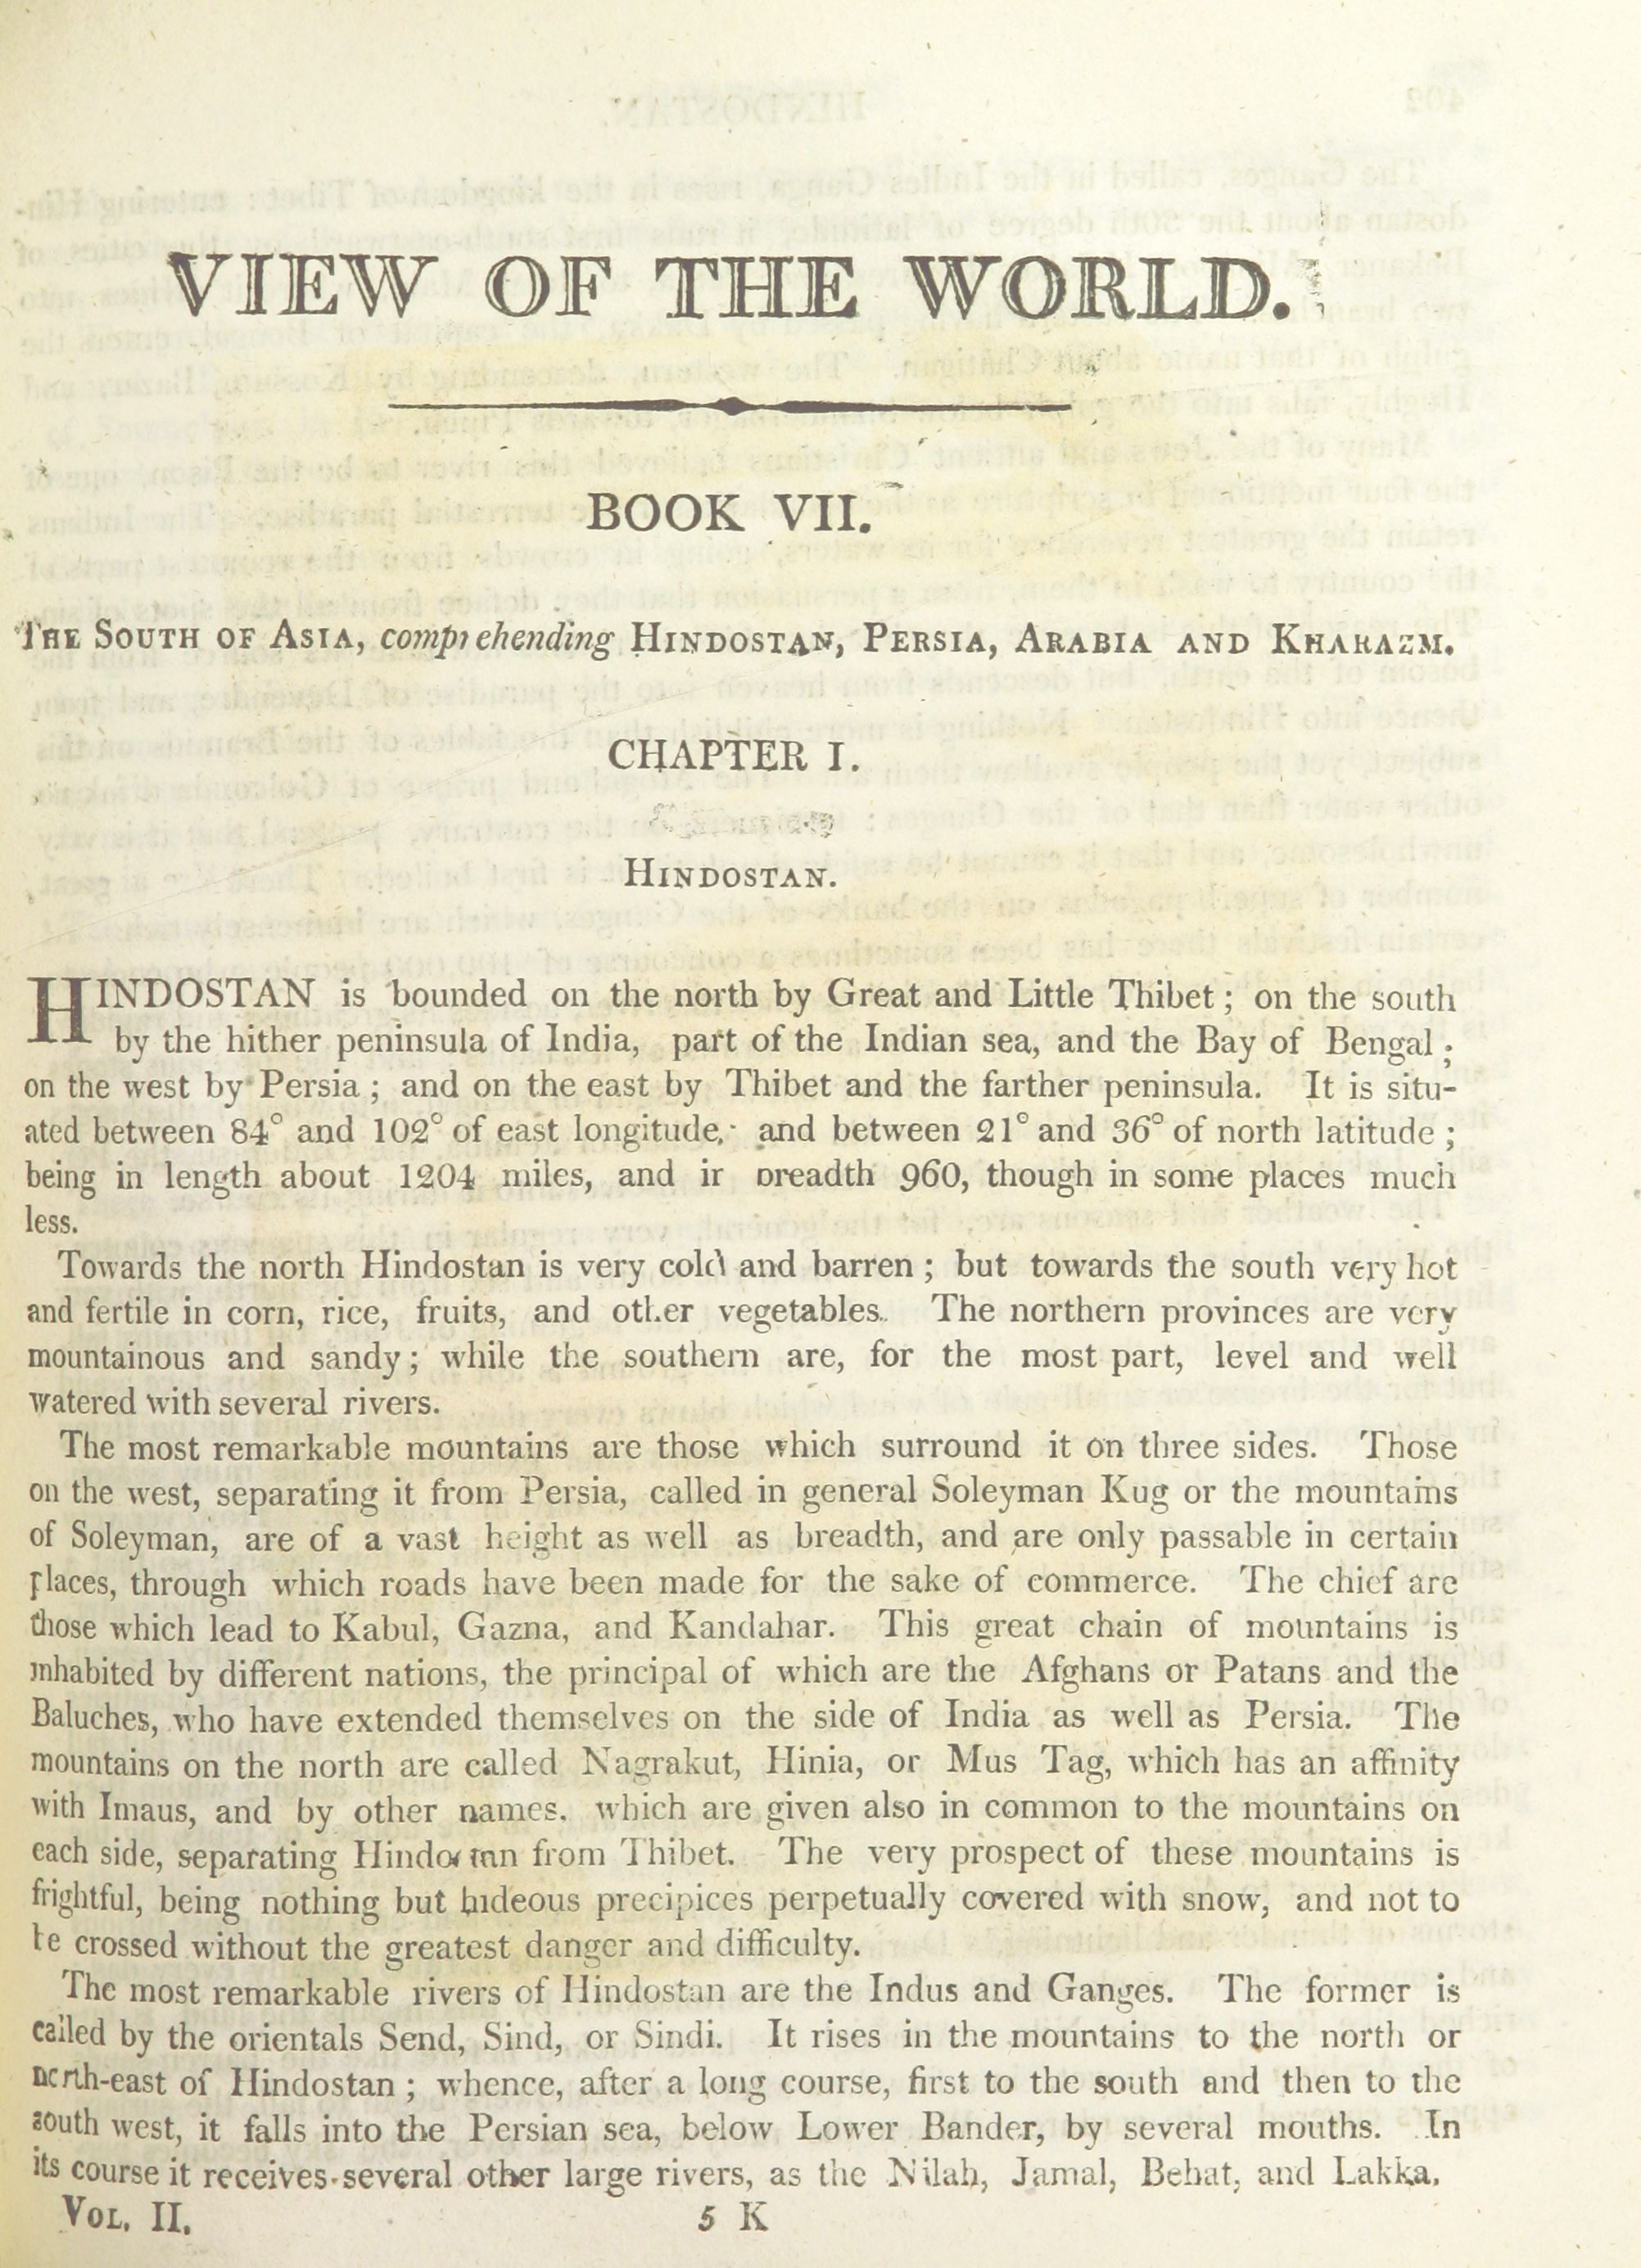 VIEW OF THE WORLD.
BOOK VII.
THE SOUTH OF ASIA, comprehending HINDOSTAN, PERSIA, ARABIA AND KHARAZM.
CHAPTER I.
HINDOSTAN.
HINDOSTAN is bounded on the north by Great and Little Thibet; on the south
by the hither peninsula of India, part of the Indian sea, and the Bay of Bengal;
on the west by Persia; and on the east by Thibet and the farther peninsula. It is situ-
ated between 84° and 102° of east longitude, and between 21° and 36° of north latitude;
being in length about 1204 miles, and in breadth 960, though in some places much
less.
Towards the north Hindostan is very cold and barren; but towards the south very hot
and fertile in corn, rice, fruits, and other vegetables. The northern provinces are very
mountainous and sandy; while the southern are, for the most part, level and well
watered with several rivers.
The most remarkable mountains are those which surround it on three sides. Those
on the west, separating it from Persia, called in general Soleyman Kug or the mountains
of Soleyman, are of a vast height as well as breadth, and are only passable in certain
places, through which roads have been made for the sake of commerce. The chief are
those which lead to Kabul, Gazna, and Kandahar. This great chain of mountains is
inhabited by different nations, the principal of which are the Afghans or Patans and the
Baluches, who have extended themselves on the side of India as well as Persia. The
mountains on the north are called Nagrakut, Hinia, or Mus Tag, which has an affinity
with Imaus, and by other names, which are given also in common to the mountains on
each side, separating Hindostan from Thibet. The very prospect of these mountains is
frightful, being nothing but hideous precipices perpetually covered with snow, and not to
be crossed without the greatest danger and difficulty.
The most remarkable rivers of Hindostan are the Indus and Ganges. The former is
called by the orientals Send, Sind, or Sindi. It rises in the mountains to the north or
north-east of Hindostan; whence, after a long course, first to the south and then to the
south west, it falls into the Persian sea, below Lower Bander, by several mouths. In
its course it receives several other large rivers, as the Nilah, Jamal, Behat, and Lakka.
VOL. II. 5 K